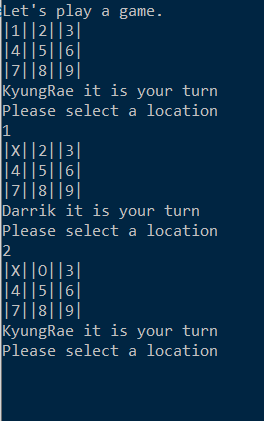 Let's play a game.
|1||2||3|
|4||5||6|
|7||8||9|
KyungRae it is your turn
Please select a location
1
|X||2||3|
|4||5||6|
|7||8||9|
Darrik it is your turn
Please select a location
2
|X||O||3|
|4||5||6|
|7||8||9|
KyungRae it is your turn
Please select a location